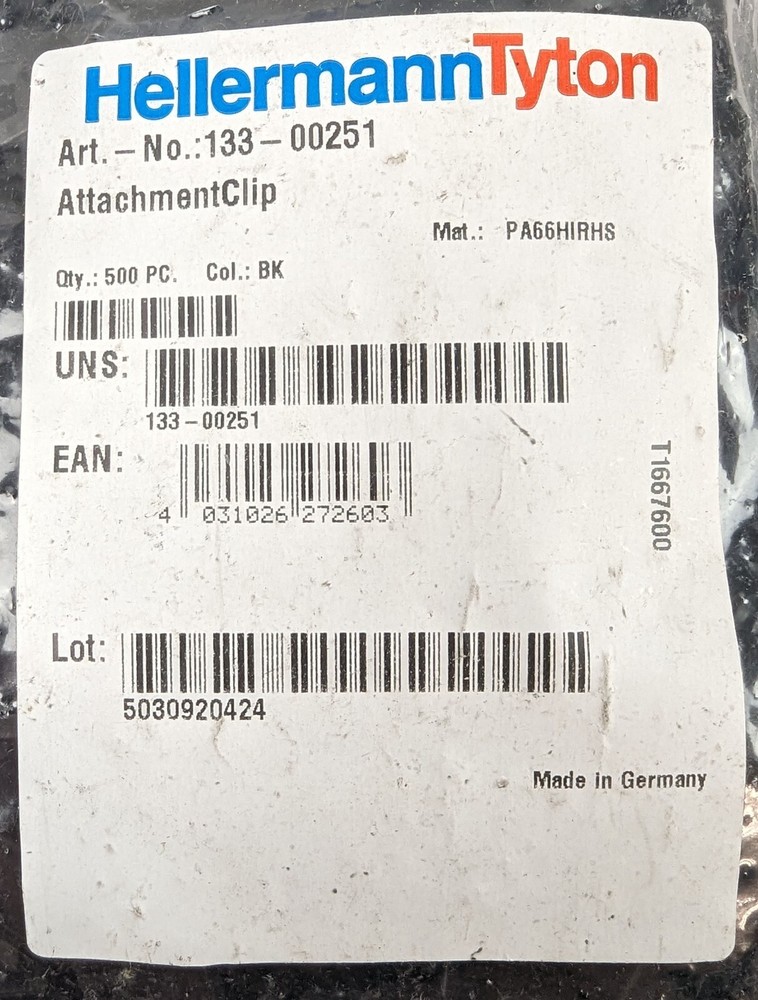 HellermannTyton
Art.-No.:133-00251
AttachmentClip
Mat.: PA66HIRHS
Qty.: 500 PC. Col.: BK
UNS:
133-00251
EAN:
4 031026 272603
T1667600
Lot:
5030920424
Made in Germany